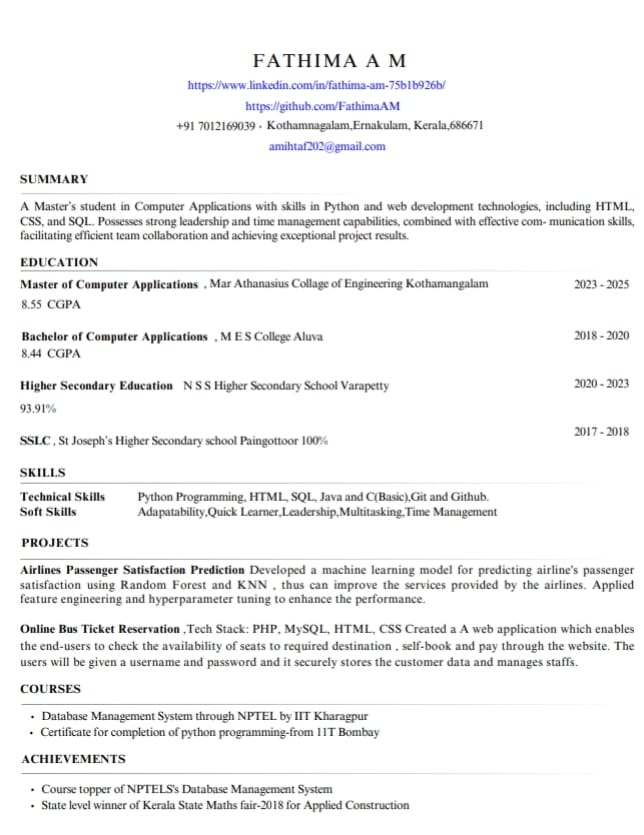 FATHIMA A M
https://www.linkedin.com/in/fathima-am-75b1b926b/
https://github.com/FathimaAM
+91 7012169039 · Kothamnagalam,Ernakulam, Kerala,686671
amihtaf202@gmail.com
SUMMARY
A Master's student in Computer Applications with skills in Python and web development technologies, including HTML,
CSS, and SQL. Possesses strong leadership and time management capabilities, combined with effective com- munication skills,
facilitating efficient team collaboration and achieving exceptional project results.
EDUCATION
Master of Computer Applications , Mar Athanasius Collage of Engineering Kothamangalam 2023 - 2025
8.55 CGPA
Bachelor of Computer Applications , M E S College Aluva 2018 - 2020
8.44 CGPA
Higher Secondary Education N S S Higher Secondary School Varapetty 2020 - 2023
93.91%
SSLC , St Joseph's Higher Secondary school Paingottoor 100% 2017 - 2018
SKILLS
Technical Skills Python Programming, HTML, SQL, Java and C(Basic),Git and Github.
Soft Skills Adapatability,Quick Learner,Leadership,Multitasking,Time Management
PROJECTS
Airlines Passenger Satisfaction Prediction Developed a machine learning model for predicting airline's passenger
satisfaction using Random Forest and KNN , thus can improve the services provided by the airlines. Applied
feature engineering and hyperparameter tuning to enhance the performance.
Online Bus Ticket Reservation ,Tech Stack: PHP, MySQL, HTML, CSS Created a A web application which enables
the end-users to check the availability of seats to required destination , self-book and pay through the website. The
users will be given a username and password and it securely stores the customer data and manages staffs.
COURSES
• Database Management System through NPTEL by IIT Kharagpur
• Certificate for completion of python programming-from 11T Bombay
ACHIEVEMENTS
• Course topper of NPTELS's Database Management System
• State level winner of Kerala State Maths fair-2018 for Applied Construction